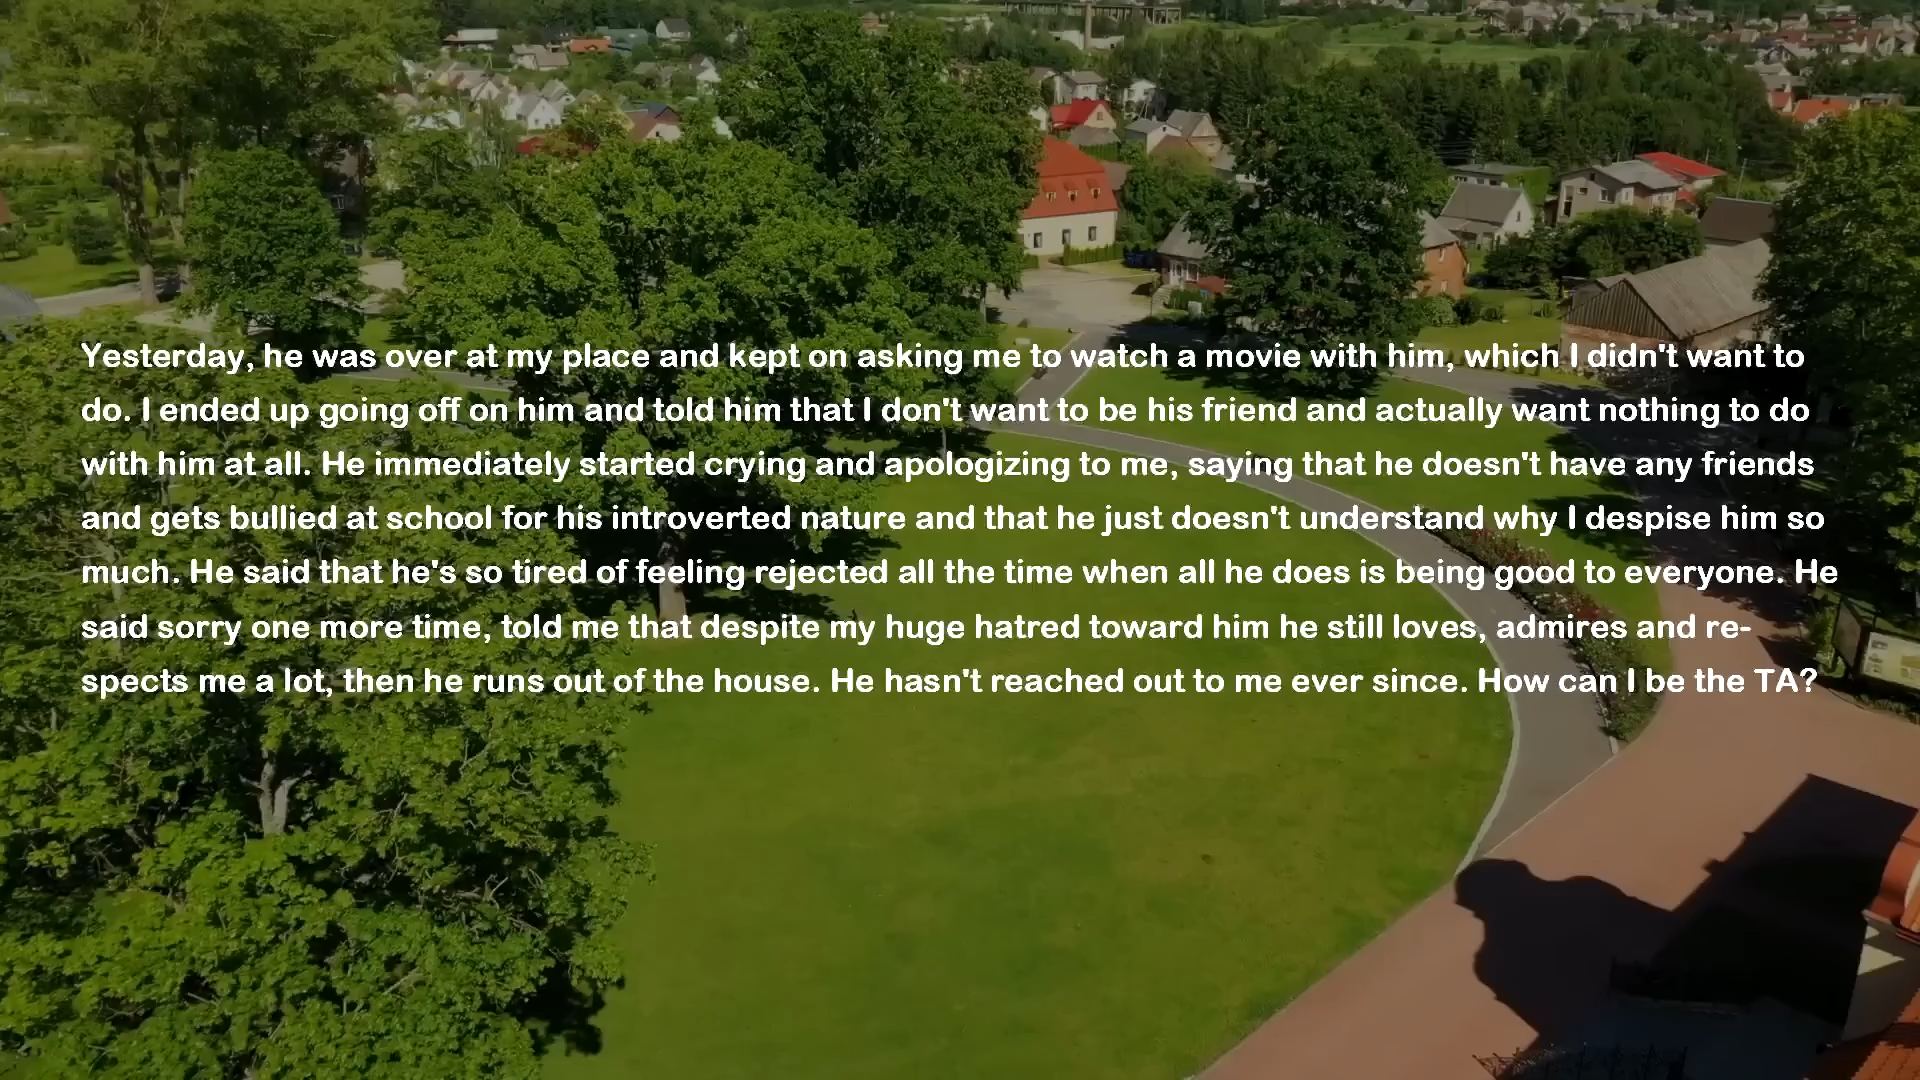 Yesterday, he was over at my place and kept on asking me to watch a movie with him, which I didn't want to
do. I ended up going off on him and told him that I don't want to be his friend and actually want nothing to do
with him at all. He immediately started crying and apologizing to me, saying that he doesn't have any friends
and gets bullied at school for his introverted nature and that he just doesn't understand why I despise him so
much. He said that he's so tired of feeling rejected all the time when all he does is being good to everyone. He
said sorry one more time, told me that despite my huge hatred toward him he still loves, admires and re-
spects me a lot, then he runs out of the house. He hasn't reached out to me ever since. How can I be the TA?